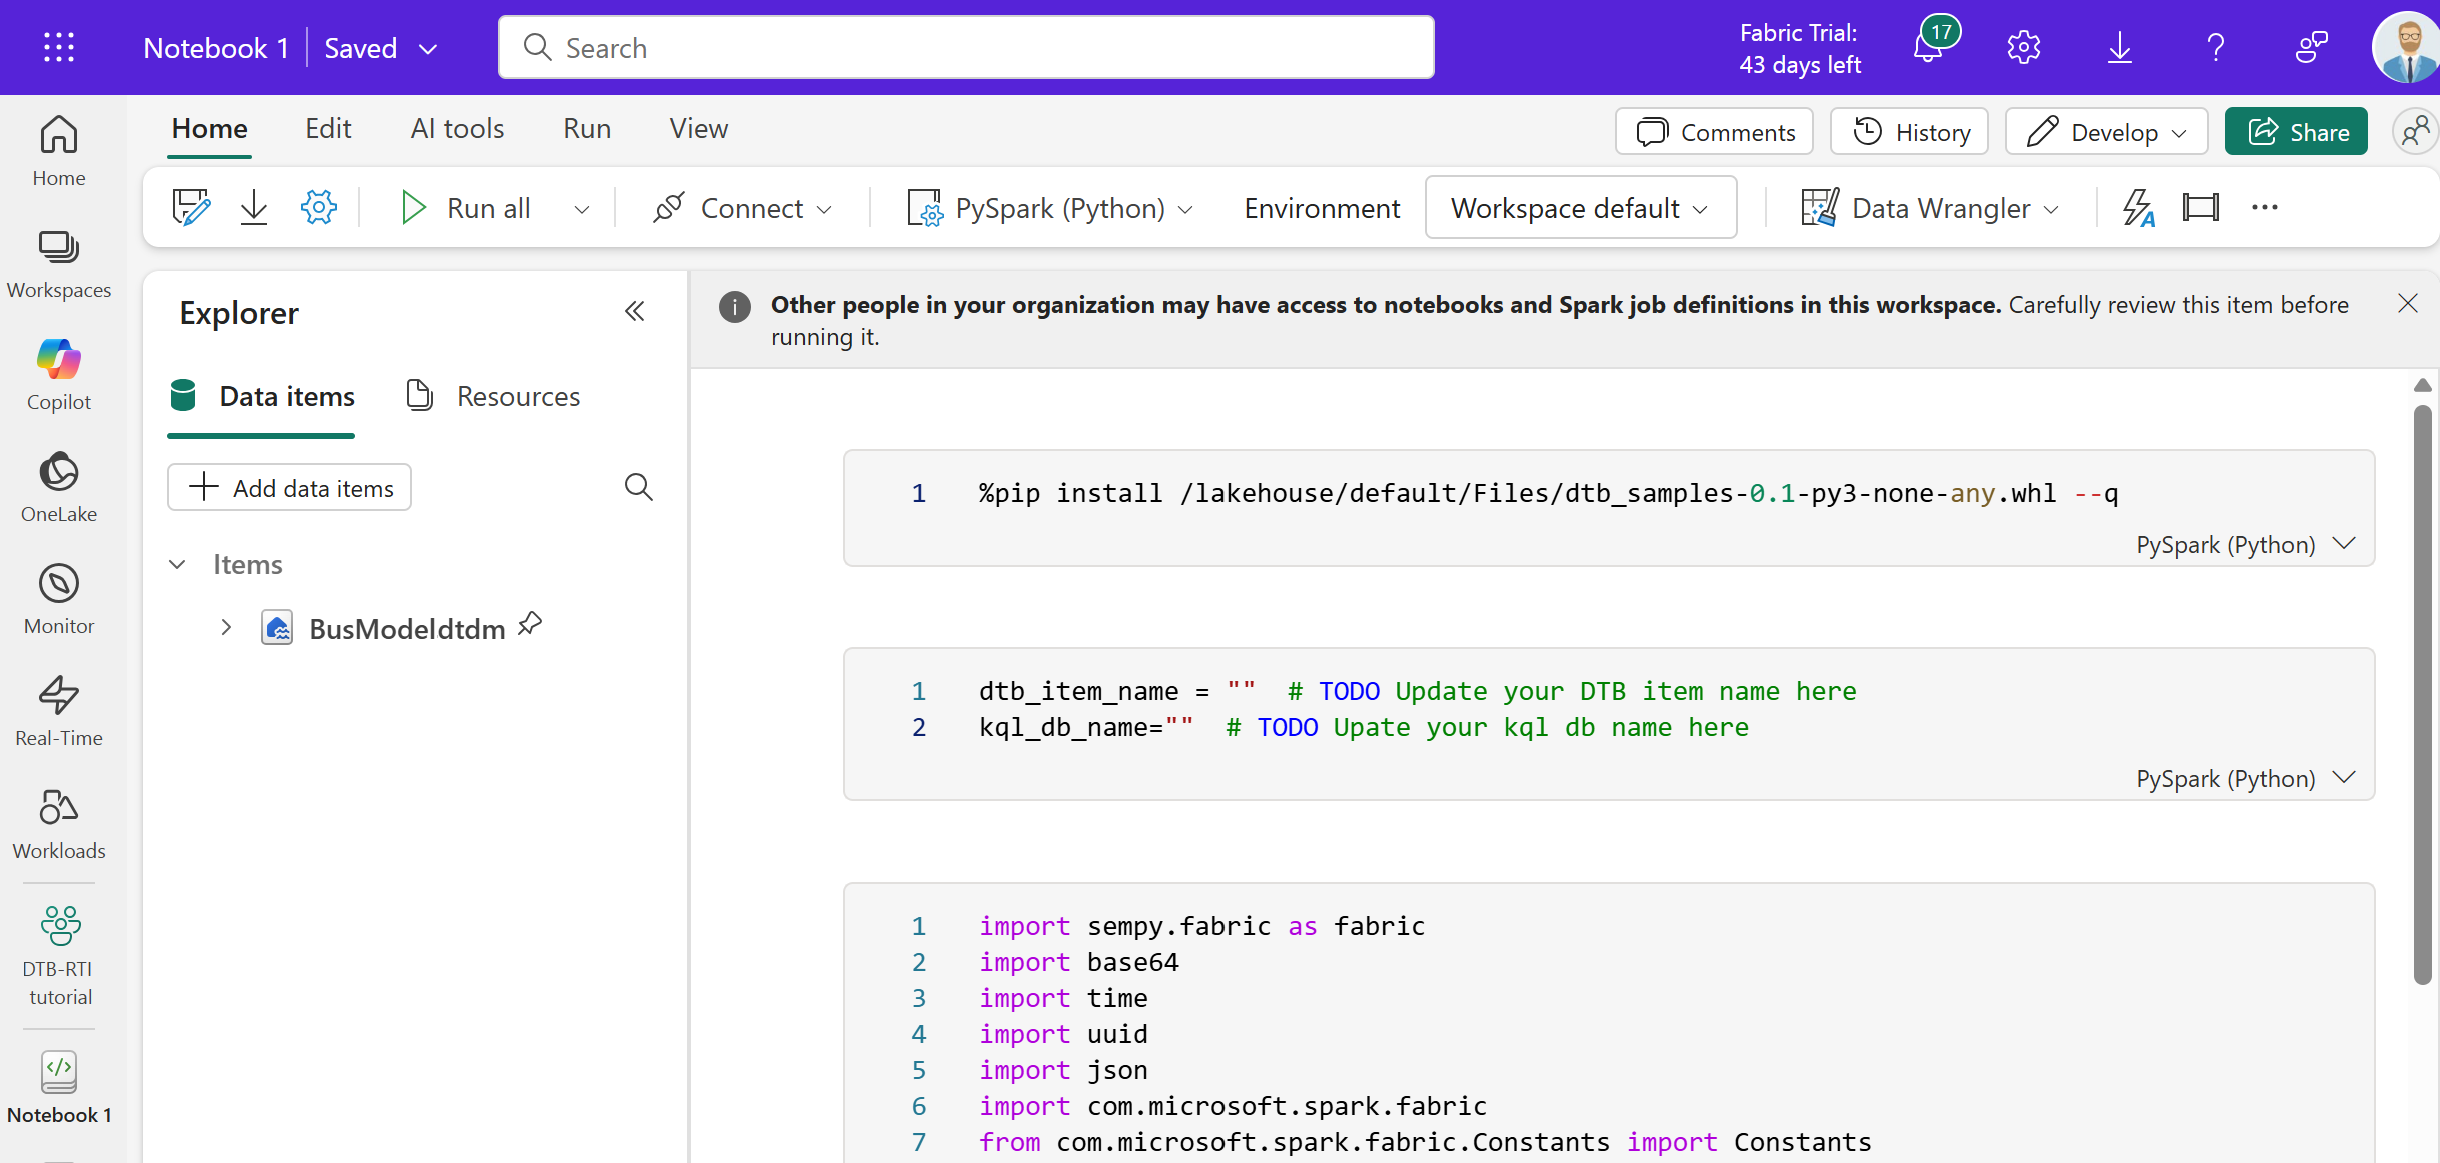 Notebook 1 | Saved
Search
Fabric Trial:
43 days left
17
Home
Edit
AI tools
Run
View
Comments
History
Develop
Share
Run all
Connect
PySpark (Python)
Environment
Workspace default
Data Wrangler
Home
Workspaces
Copilot
OneLake
Monitor
Real-Time
Workloads
DTB-RTI
tutorial
Notebook 1
Explorer
Data items
Resources
Add data items
Items
BusModeldtdm
Other people in your organization may have access to notebooks and Spark job definitions in this workspace. Carefully review this item before
running it.
1 %pip install /lakehouse/default/Files/dtb_samples-0.1-py3-none-any.whl --q
PySpark (Python)
1 dtb_item_name = "" # TODO Update your DTB item name here
2 kql_db_name="" # TODO Upate your kql db name here
PySpark (Python)
1 import sempy.fabric as fabric
2 import base64
3 import time
4 import uuid
5 import json
6 import com.microsoft.spark.fabric
7 from com.microsoft.spark.fabric.Constants import Constants